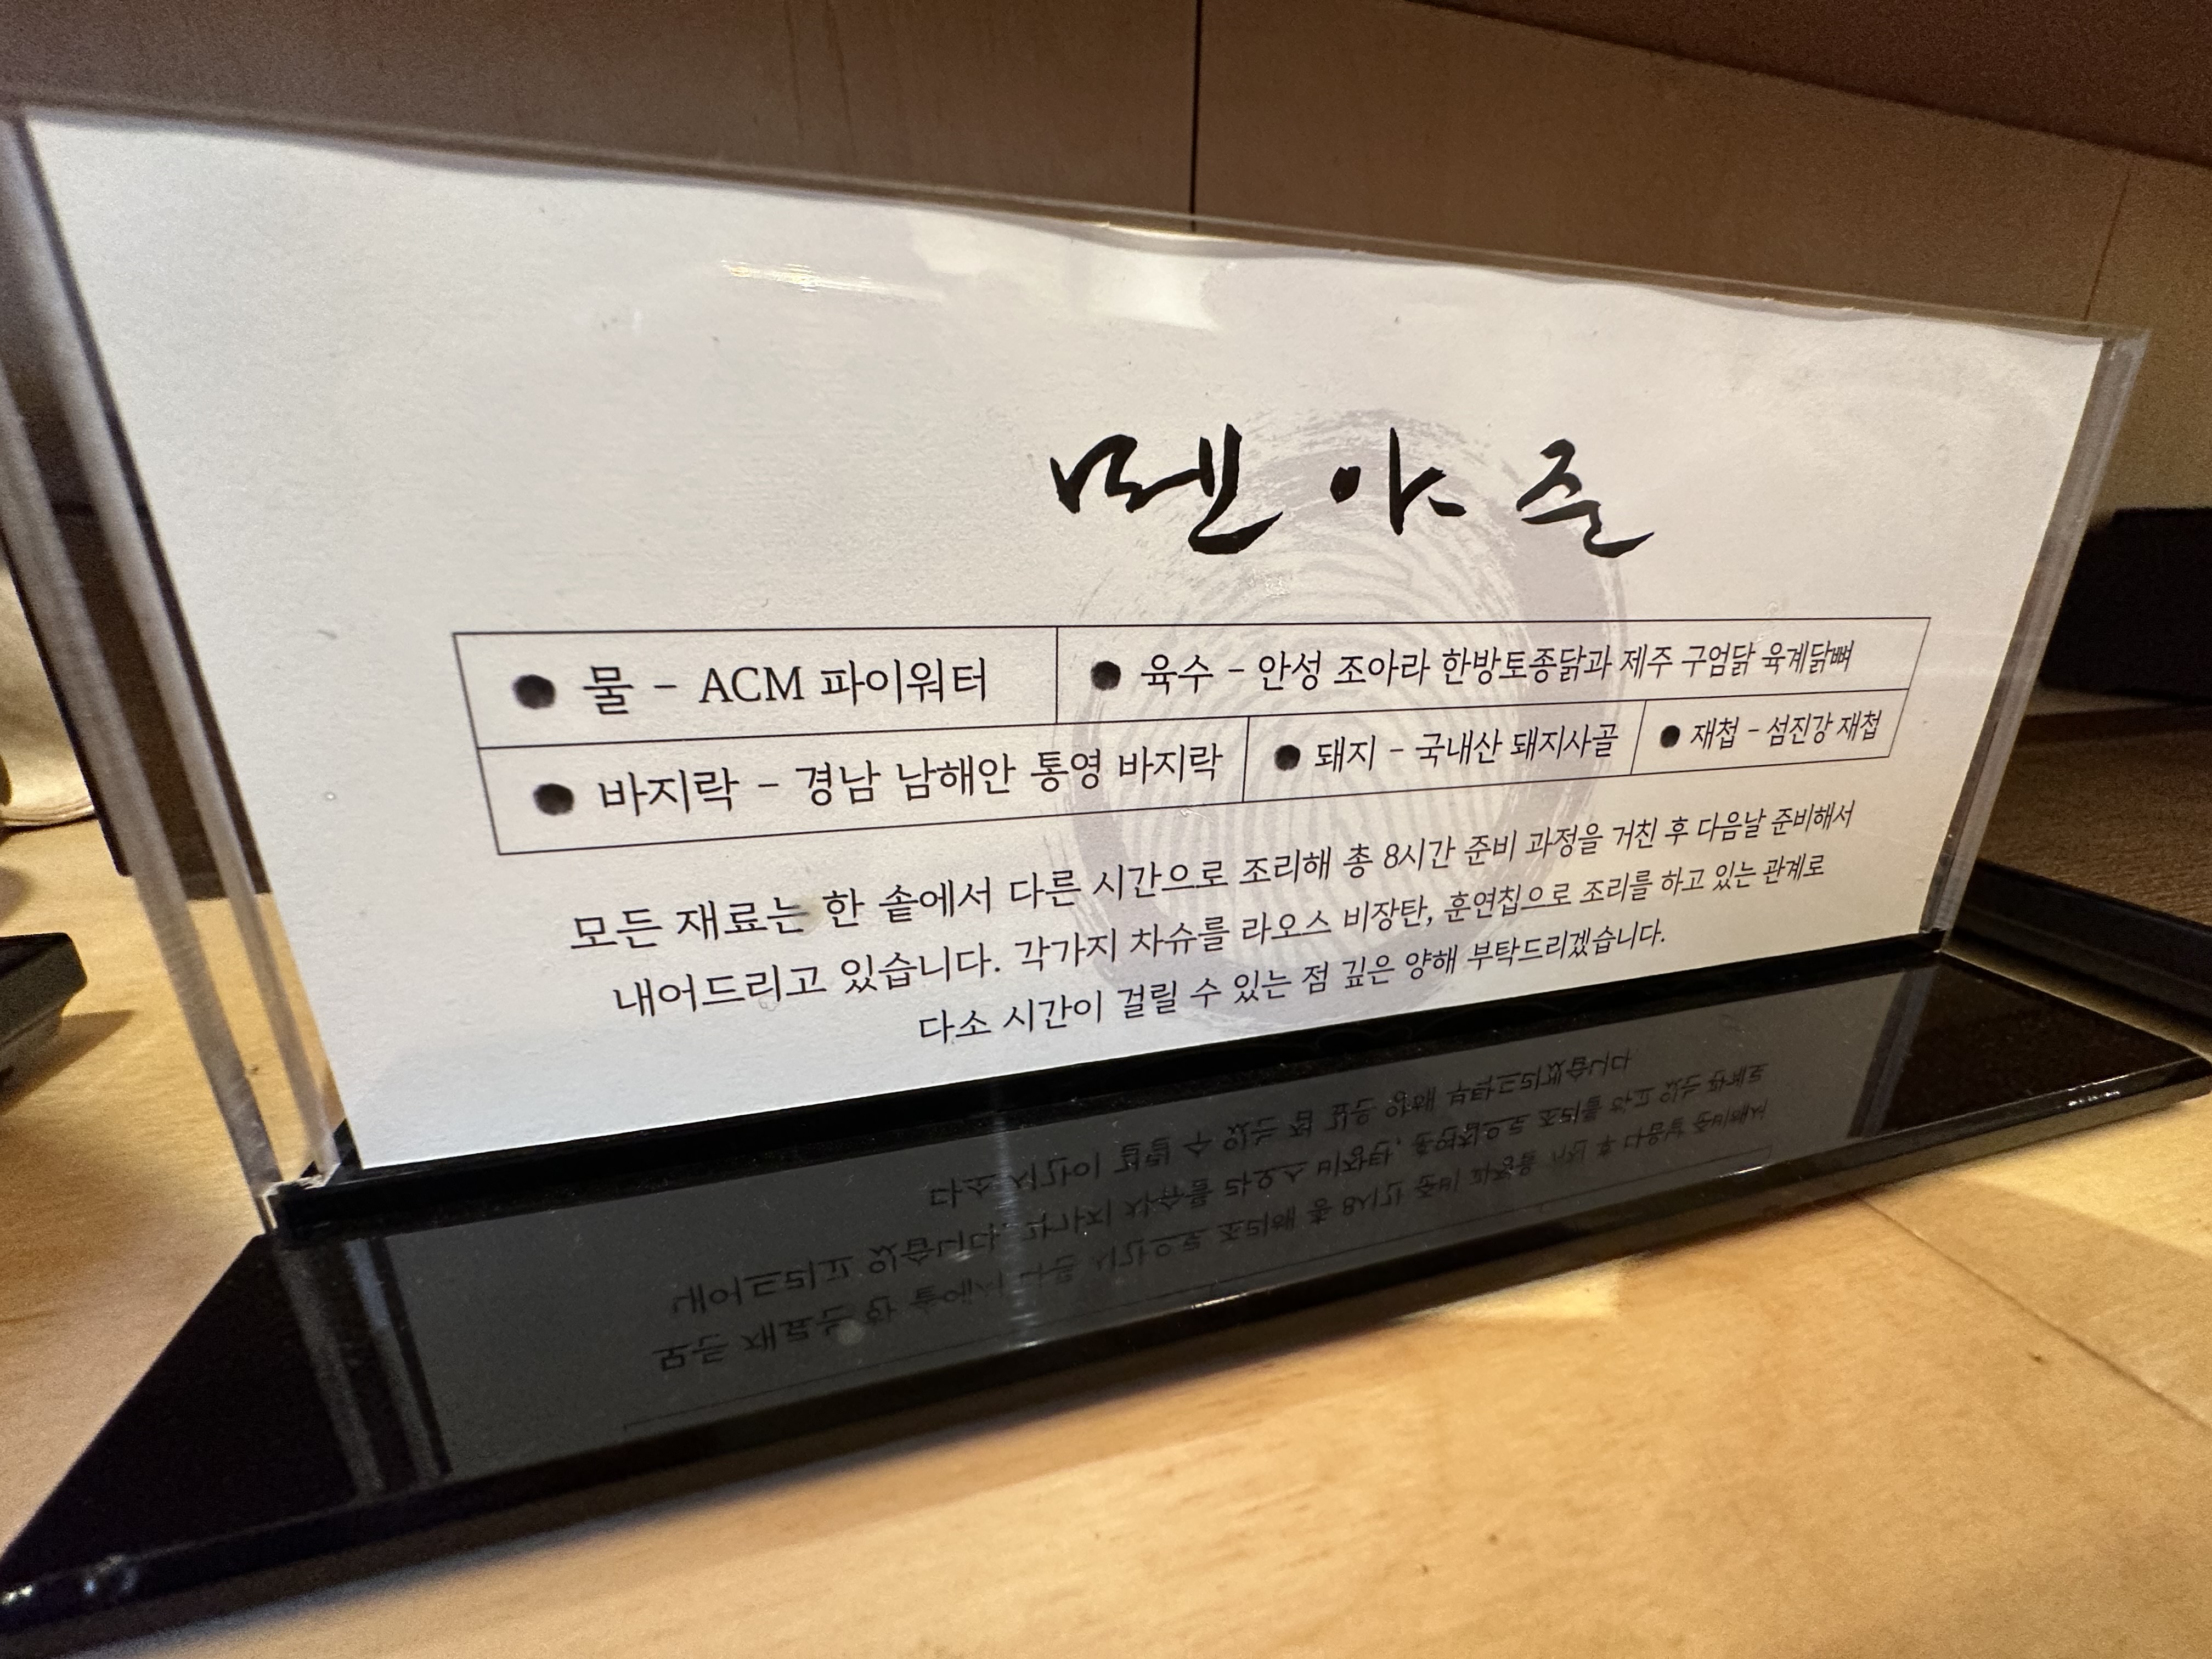 멘야준
● 물 - ACM 파이워터 ● 육수 - 안성 조아라 한방토종닭과 제주 구엄닭 육계닭뼈
● 바지락 - 경남 남해안 통영 바지락 ● 돼지 - 국내산 돼지사골 ● 재첩 - 섬진강 재첩
모든 재료는 한 솥에서 다른 시간으로 조리해 총 8시간 준비 과정을 거친 후 다음날 준비해서
내어드리고 있습니다. 각가지 차슈를 라오스 비장탄, 훈연칩으로 조리를 하고 있는 관계로
다소 시간이 걸릴 수 있는 점 깊은 양해 부탁드리겠습니다.